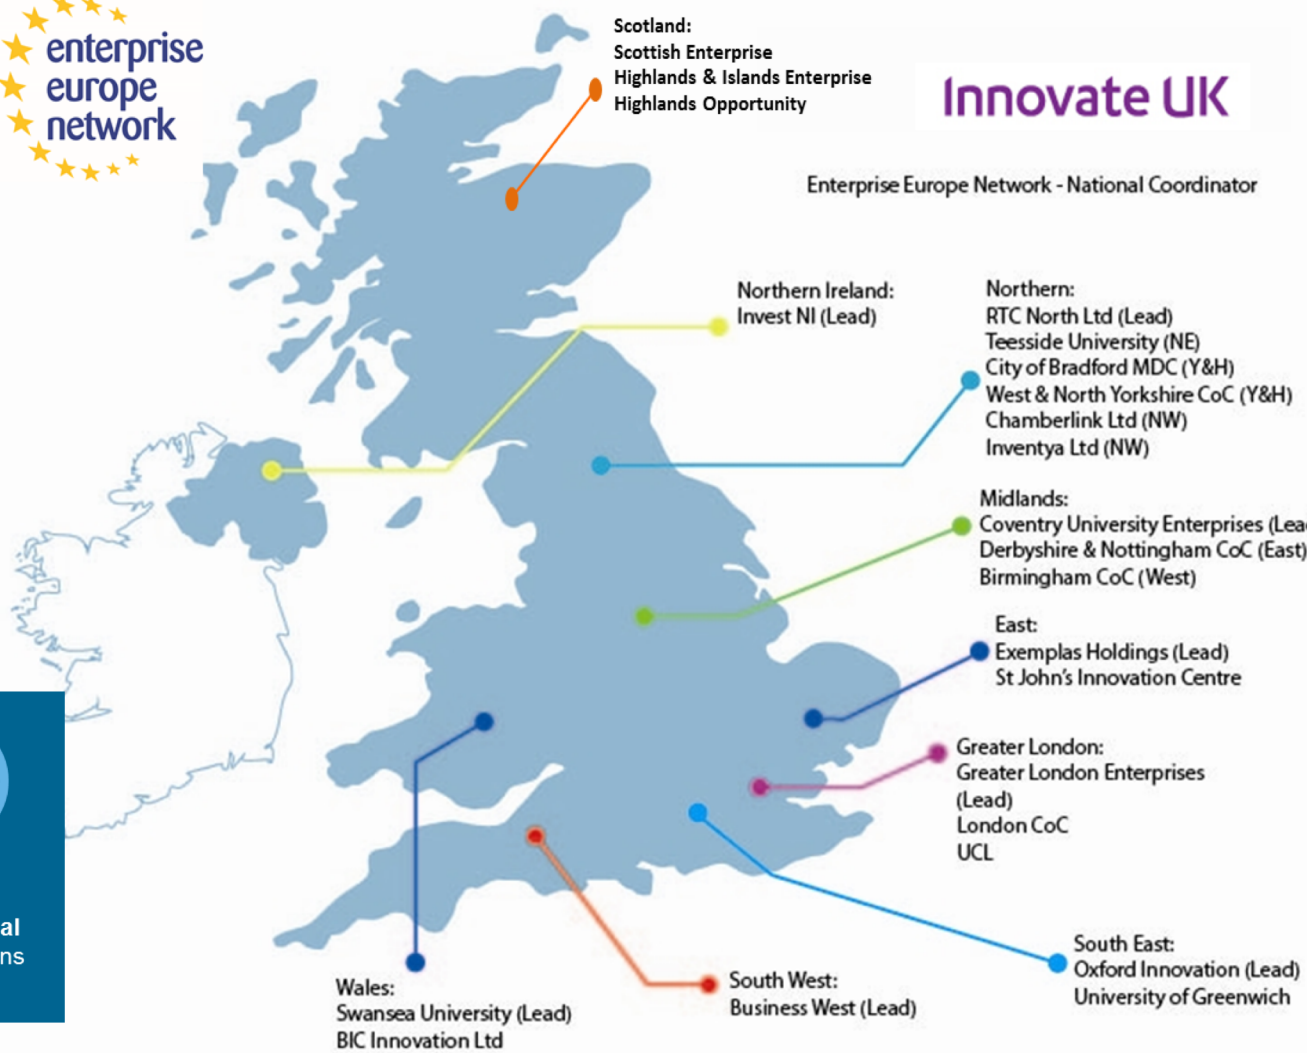 enterprise
europe
network
Scotland:
Scottish Enterprise
Highlands & Islands Enterprise
Highlands Opportunity
Innovate UK
Enterprise Europe Network - National Coordinator
Northern Ireland:
Invest NI (Lead)
Northern:
RTC North Ltd (Lead)
Teesside University (NE)
City of Bradford MDC (Y&H)
West & North Yorkshire CoC (Y&H)
Chamberlink Ltd (NW)
Inventya Ltd (NW)
Midlands:
Coventry University Enterprises (Lea
Derbyshire & Nottingham CoC (East)
Birmingham CoC (West)
East:
Exemplas Holdings (Lead)
St John's Innovation Centre
Greater London:
Greater London Enterprises
(Lead)
London CoC
UCL
South East:
Oxford Innovation (Lead)
University of Greenwich
South West:
Business West (Lead)
Wales:
Swansea University (Lead)
BIC Innovation Ltd
al
ns